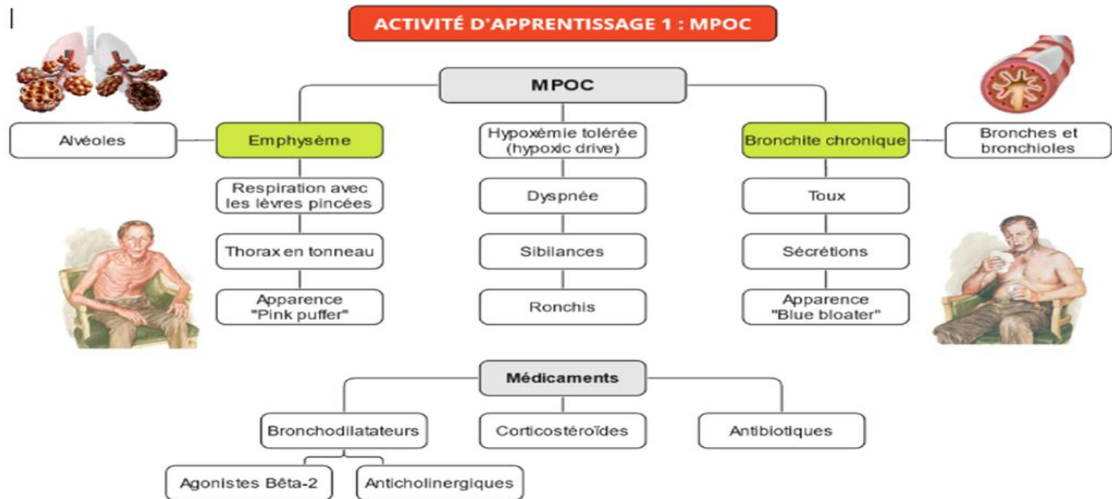 ACTIVITÉ D'APPRENTISSAGE 1 : MPOC
MPOC
Alvéoles
Emphysème
Hypoxémie tolérée
(hypoxic drive)
Bronchite chronique
Bronches et
bronchioles
Respiration avec
les lèvres pincées
Dyspnée
Toux
Thorax en tonneau
Sibilances
Sécrétions
Apparence
"Pink puffer"
Ronchis
Apparence
"Blue bloater"
Médicaments
Bronchodilatateurs
Corticostéroïdes
Antibiotiques
Agonistes Bêta-2
Anticholinergiques